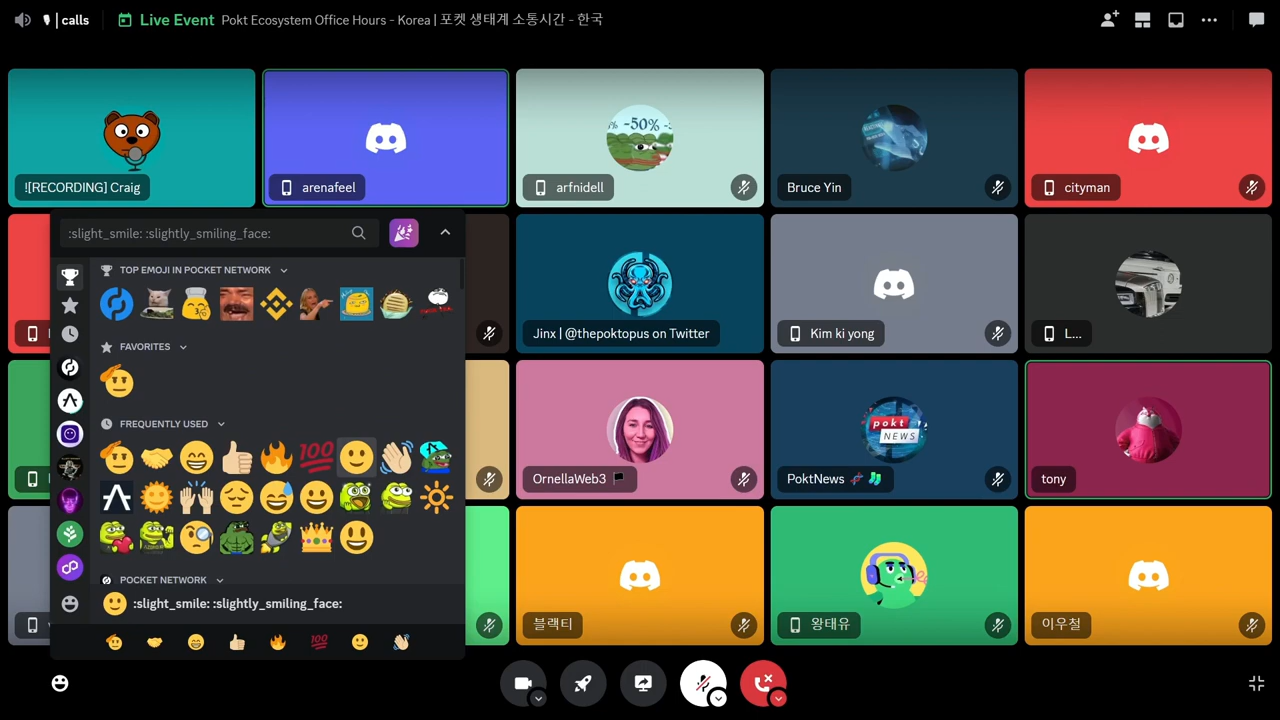 calls
Live Event Pokt Ecosystem Office Hours - Korea | 포켓 생태계 소통시간 - 한국
-50%
![RECORDING] Craig
arenafeel
arfnidell
Bruce Yin
cityman
:slight_smile: :slightly_smiling_face:
TOP EMOJI IN POCKET NETWORK
FAVORITES
FREQUENTLY USED
100
POCKET NETWORK
:slight_smile: :slightly_smiling_face:
100
Jinx | @thepoktopus on Twitter
Kim ki yong
L...
OrnellaWeb3
pokt
NEWS
PoktNews
tony
블랙티
왕태유
이우철